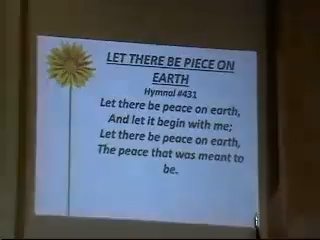 LET THERE BE PIECE ON
EARTH
Hymnal #431
Let there be peace on earth,
And let it begin with me;
Let there be peace on earth,
The peace that was meant to
be.